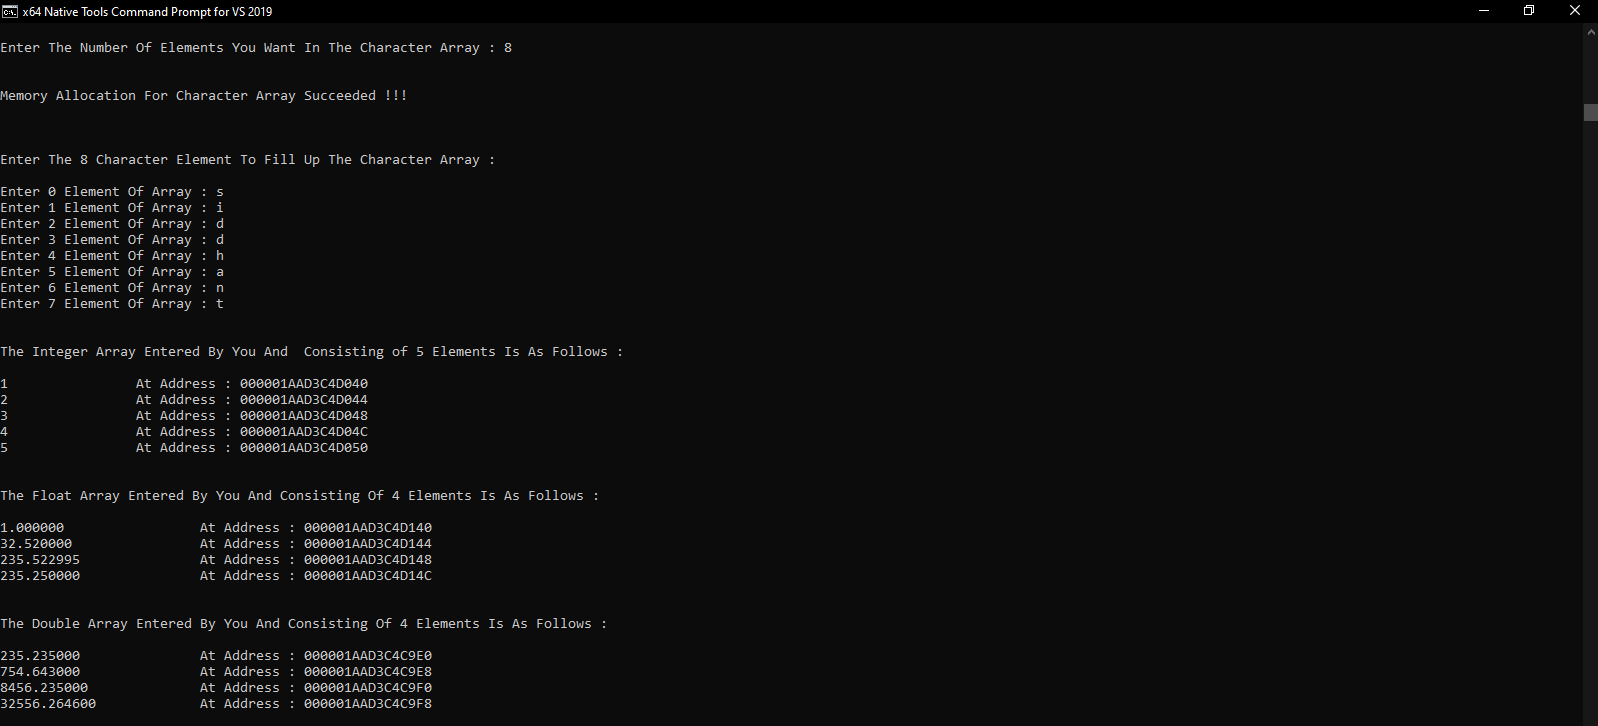 x64 Native Tools Command Prompt for VS 2019
Enter The Number Of Elements You Want In The Character Array : 8
Memory Allocation For Character Array Succeeded !!!
Enter The 8 Character Element To Fill Up The Character Array :
Enter 0 Element Of Array : s
Enter 1 Element Of Array : i
Enter 2 Element Of Array : d
Enter 3 Element Of Array : d
Enter 4 Element Of Array : h
Enter 5 Element Of Array : a
Enter 6 Element Of Array : n
Enter 7 Element Of Array : t
The Integer Array Entered By You And  Consisting of 5 Elements Is As Follows :
1                At Address : 000001AAD3C4D040
2                At Address : 000001AAD3C4D044
3                At Address : 000001AAD3C4D048
4                At Address : 000001AAD3C4D04C
5                At Address : 000001AAD3C4D050
The Float Array Entered By You And Consisting Of 4 Elements Is As Follows :
1.000000                 At Address : 000001AAD3C4D140
32.520000                At Address : 000001AAD3C4D144
235.522995               At Address : 000001AAD3C4D148
235.250000               At Address : 000001AAD3C4D14C
The Double Array Entered By You And Consisting Of 4 Elements Is As Follows :
235.235000               At Address : 000001AAD3C4C9E0
754.643000               At Address : 000001AAD3C4C9E8
8456.235000              At Address : 000001AAD3C4C9F0
32556.264600             At Address : 000001AAD3C4C9F8